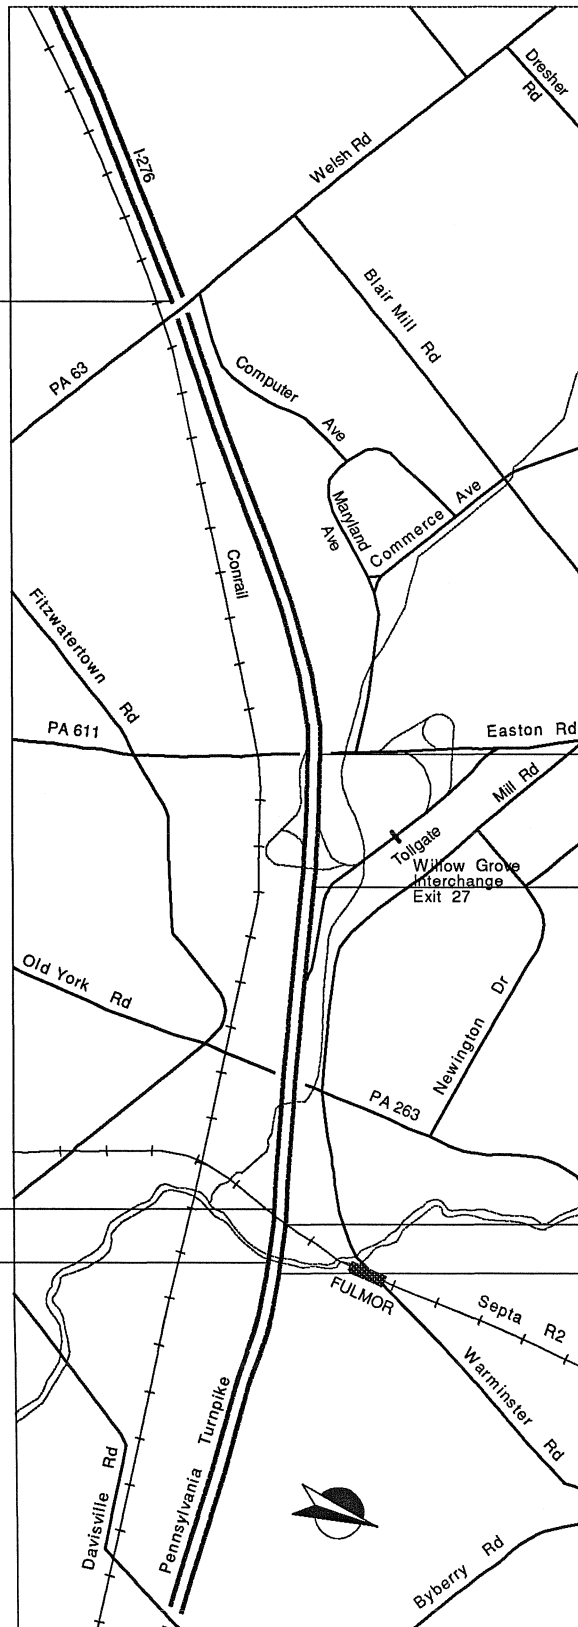 Dresher
Rd
Welsh Rd
I-276
Blair Mill Rd
PA 63
Computer
Ave
Maryland
Ave
Commerce Ave
Conrail
Fitzwatertown
Rd
PA 611
Easton Rd
Mill Rd
Tollgate
Willow Grove
Interchange
Exit 27
Old York Rd
Newington Dr
PA 263
FULMOR
Septa R2
Warminster
Rd
Pennsylvania Turnpike
Davisville Rd
Byberry Rd